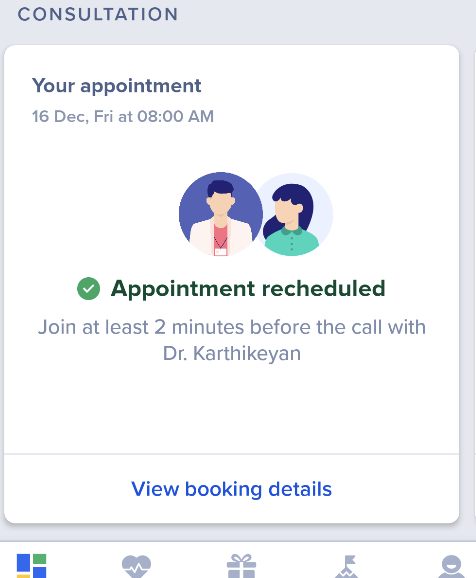 CONSULTATION
Your appointment
16 Dec, Fri at 08:00 AM
Appointment recheduled
Join at least 2 minutes before the call with
Dr. Karthikeyan
View booking details